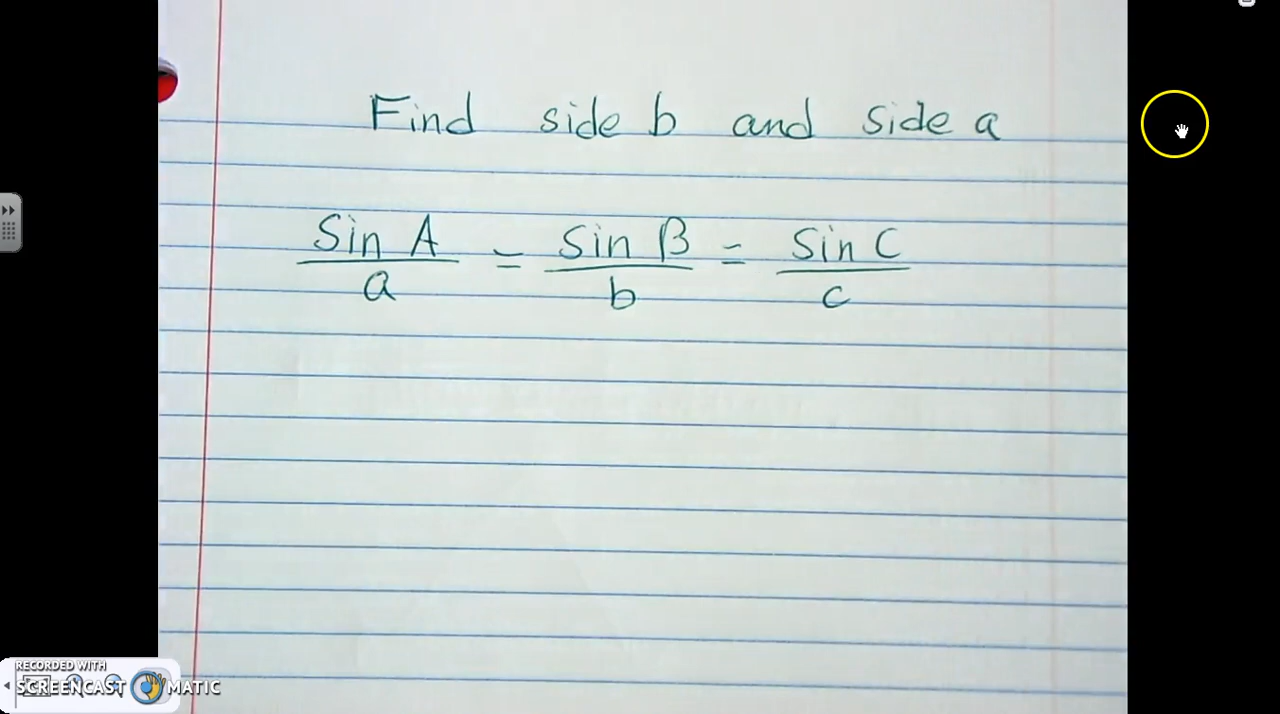 Find side b and side a
Sin A = Sin B = Sin C
a b c
RECORDED WITH
SCREENCAST MATIC